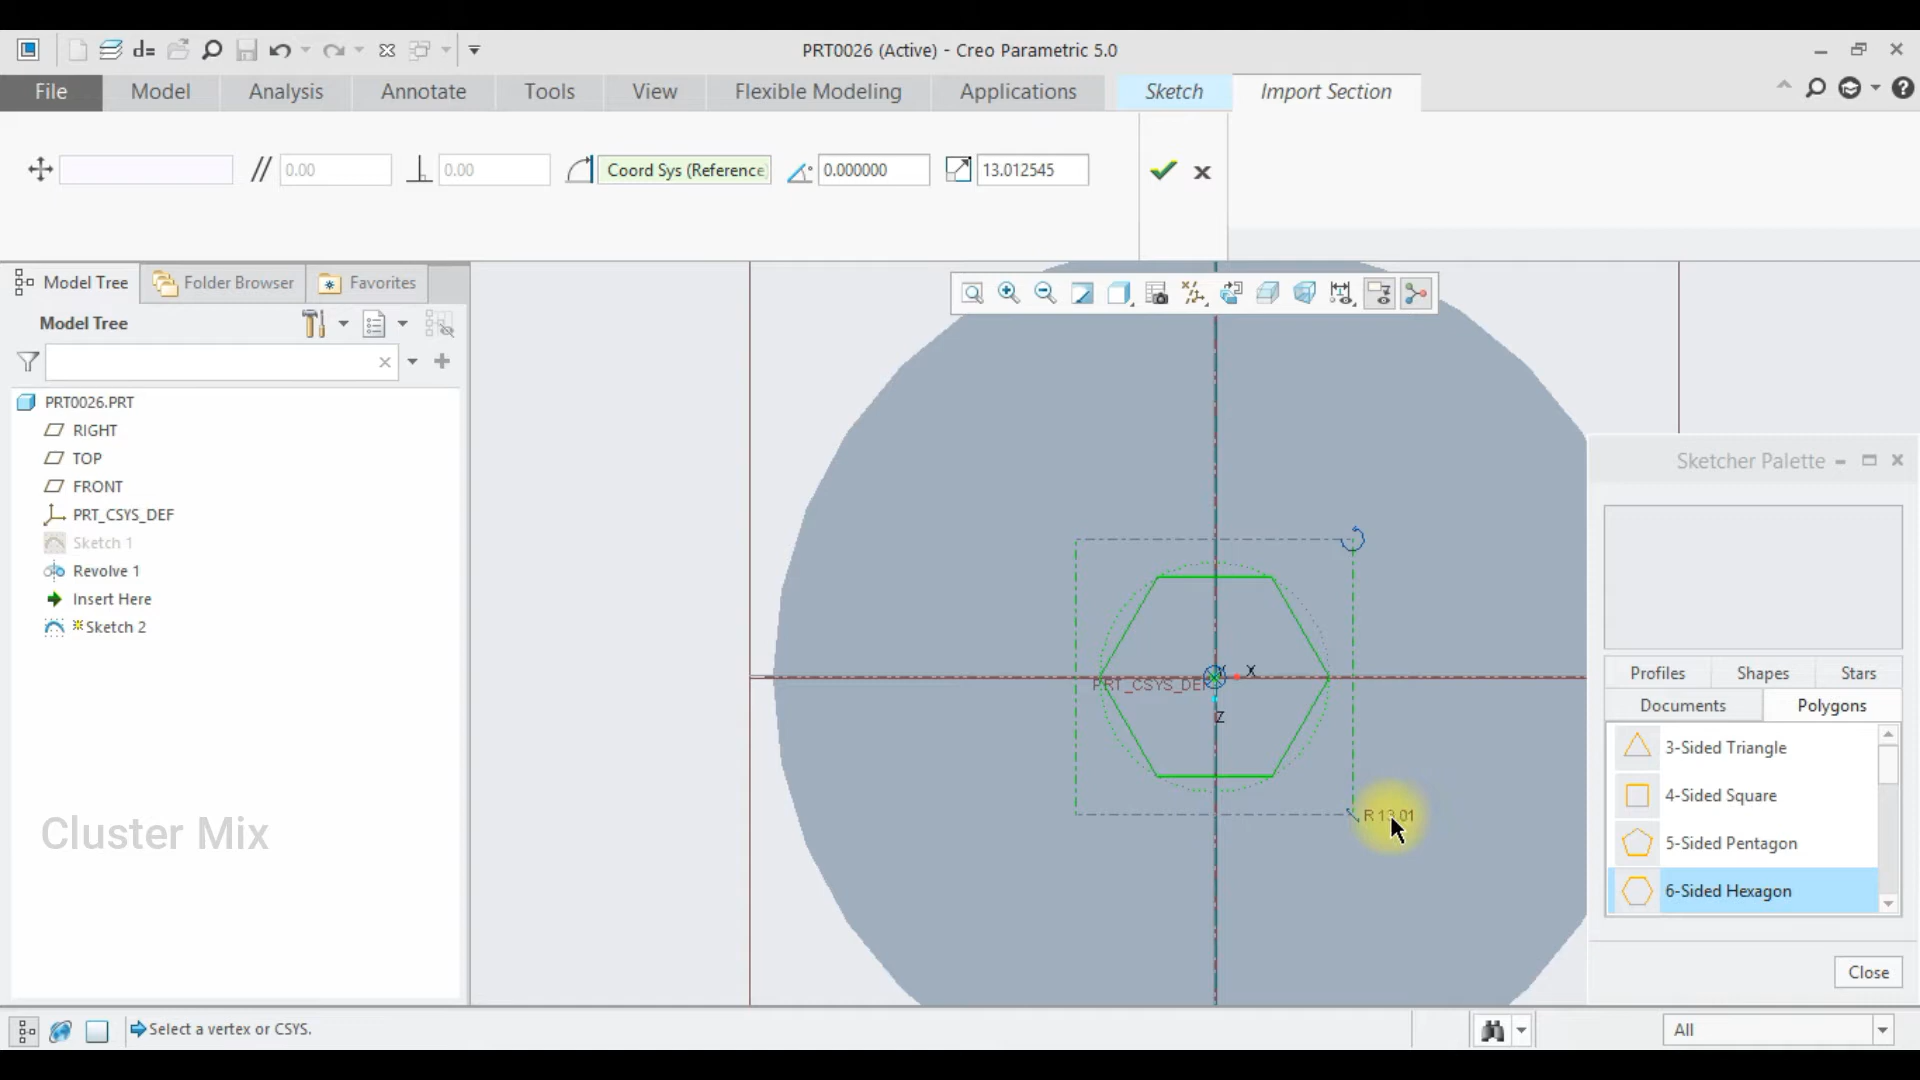 d=
PRT0026 (Active) - Creo Parametric 5.0
File
Model
Analysis
Annotate
Tools
View
Flexible Modeling
Applications
Sketch
Import Section
0.00
0.00
Coord Sys (Reference
0.000000
13.012545
Model Tree
Folder Browser
Favorites
Model Tree
PRT0026.PRT
RIGHT
TOP
FRONT
PRT_CSYS_DEF
Sketch 1
Revolve 1
Insert Here
Sketch 2
Cluster Mix
X
PRT_CSYS_DEF
Z
R 13.01
Sketcher Palette
Profiles
Shapes
Stars
Documents
Polygons
3-Sided Triangle
4-Sided Square
5-Sided Pentagon
6-Sided Hexagon
Close
Select a vertex or CSYS.
All